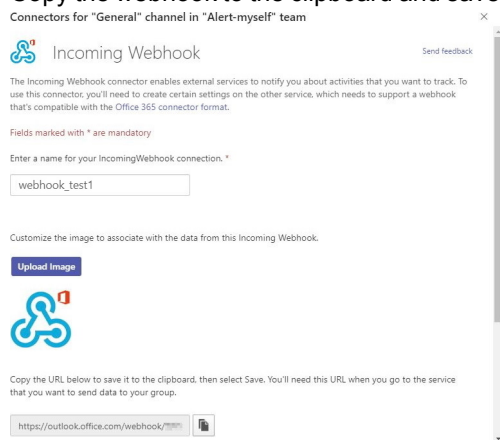 Copy the webhook to the clipboard and save
Connectors for "General" channel in "Alert-myself" team
Incoming Webhook
Send feedback
The Incoming Webhook connector enables external services to notify you about activities that you want to track. To
use this connector, you'll need to create certain settings on the other service, which needs to support a webhook
that's compatible with the Office 365 connector format.
Fields marked with * are mandatory
Enter a name for your IncomingWebhook connection. *
webhook_test1
Customize the image to associate with the data from this Incoming Webhook.
Upload Image
Copy the URL below to save it to the clipboard, then select Save. You'll need this URL when you go to the service
that you want to send data to your group.
https://outlook.office.com/webhook/